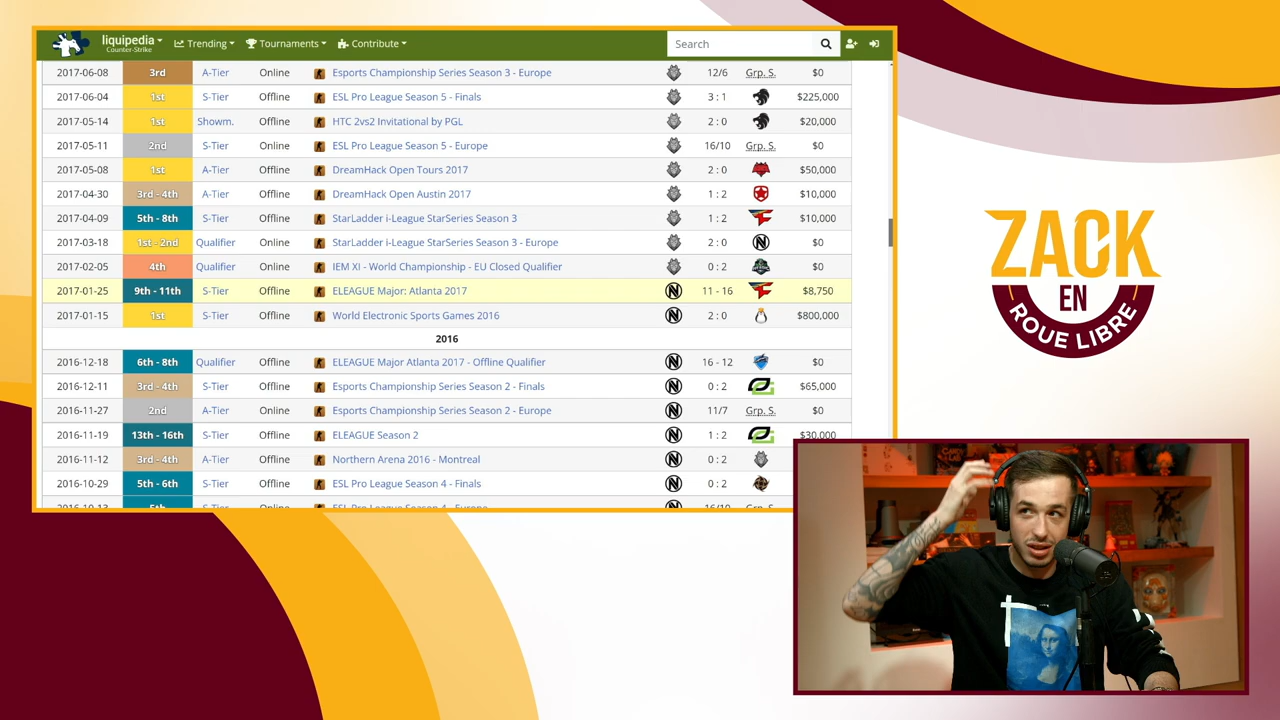 liquipedia
Counter-Strike
Trending
Tournaments
Contribute
Search
2017-06-08 3rd A-Tier Online Esports Championship Series Season 3 - Europe 12/6 Grp. S. $0
2017-06-04 1st S-Tier Offline ESL Pro League Season 5 - Finals 3 : 1 $225,000
2017-05-14 1st Showm. Offline HTC 2vs2 Invitational by PGL 2 : 0 $20,000
2017-05-11 2nd S-Tier Online ESL Pro League Season 5 - Europe 16/10 Grp. S. $0
2017-05-08 1st A-Tier Offline DreamHack Open Tours 2017 2 : 0 $50,000
2017-04-30 3rd - 4th A-Tier Offline DreamHack Open Austin 2017 1 : 2 $10,000
2017-04-09 5th - 8th S-Tier Offline StarLadder i-League StarSeries Season 3 1 : 2 $10,000
2017-03-18 1st - 2nd Qualifier Online StarLadder i-League StarSeries Season 3 - Europe 2 : 0 $0
2017-02-05 4th Qualifier Online IEM XI - World Championship - EU Closed Qualifier 0 : 2 $0
2017-01-25 9th - 11th S-Tier Offline ELEAGUE Major: Atlanta 2017 11 - 16 $8,750
2017-01-15 1st S-Tier Offline World Electronic Sports Games 2016 2 : 0 $800,000
2016
2016-12-18 6th - 8th Qualifier Offline ELEAGUE Major Atlanta 2017 - Offline Qualifier 16 - 12 $0
2016-12-11 3rd - 4th S-Tier Offline Esports Championship Series Season 2 - Finals 0 : 2 $65,000
2016-11-27 2nd A-Tier Online Esports Championship Series Season 2 - Europe 11/7 Grp. S. $0
2016-11-19 13th - 16th S-Tier Offline ELEAGUE Season 2 1 : 2 $30,000
2016-11-12 3rd - 4th A-Tier Offline Northern Arena 2016 - Montreal 0 : 2
2016-10-29 5th - 6th S-Tier Offline ESL Pro League Season 4 - Finals 0 : 2
ZACK
EN
ROUE LIBRE